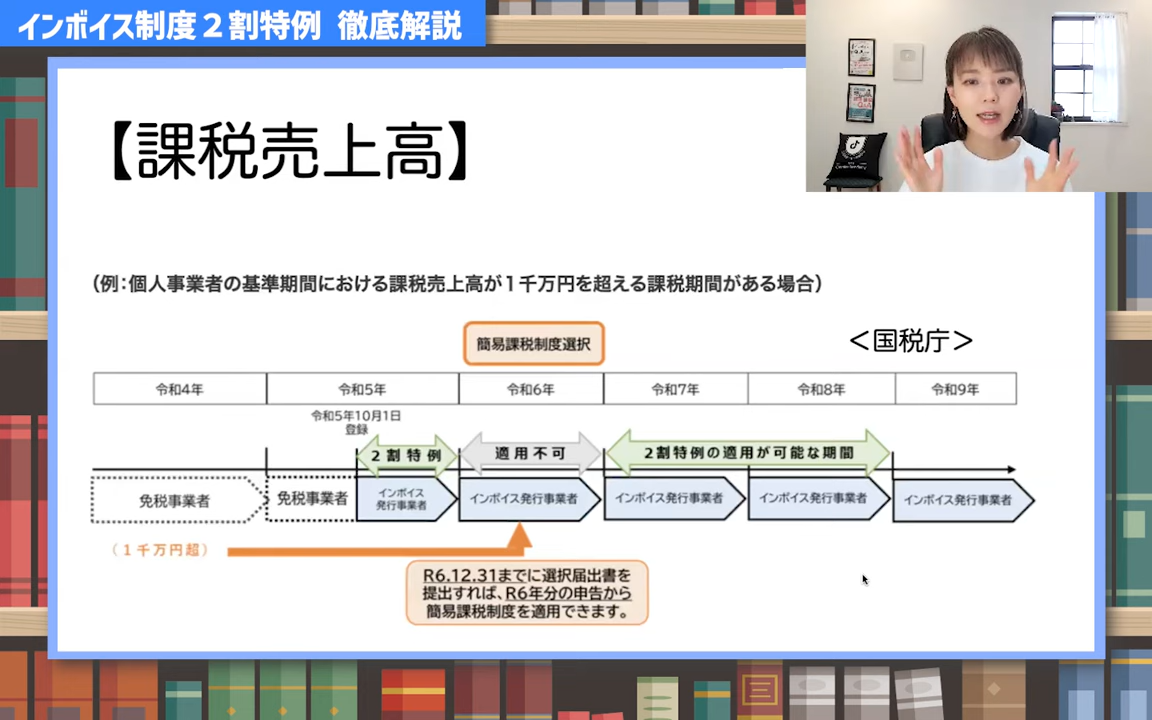 インボイス制度２割特例 徹底解説
【課税売上高】
（例：個人事業者の基準期間における課税売上高が１千万円を超える課税期間がある場合）
簡易課税制度選択
＜国税庁＞
令和4年 令和5年 令和6年 令和7年 令和8年 令和9年
令和5年10月1日
登録
２割特例 適用不可 2割特例の適用が可能な期間
免税事業者 免税事業者 インボイス
発行事業者 インボイス発行事業者 インボイス発行事業者 インボイス発行事業者 インボイス発行事業者
（１千万円超）
R6.12.31までに選択届出書を
提出すれば、R6年分の申告から
簡易課税制度を適用できます。